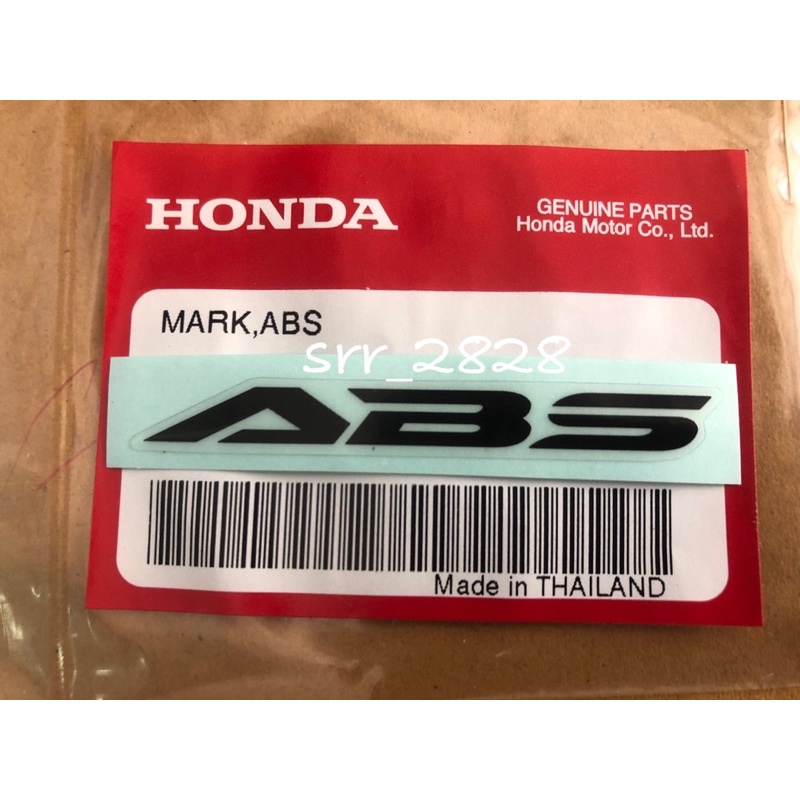 HONDA
GENUINE PARTS
Honda Motor Co., Ltd.
MARK,ABS
srr_2828
ABS
Made in THAILAND